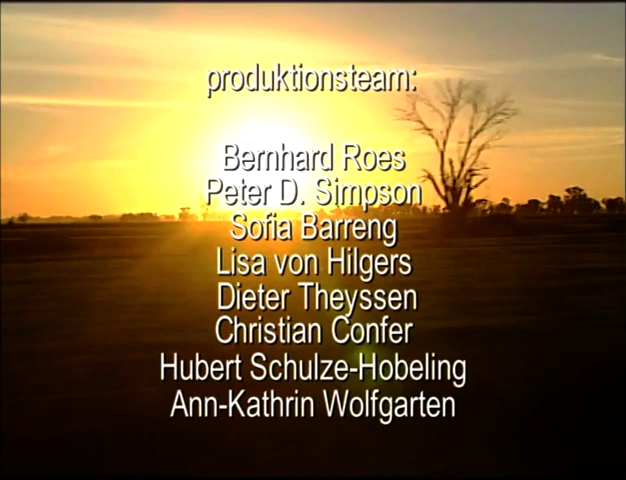 produktionsteam:
Bernhard Roes
Peter D. Simpson
Sofia Barreng
Lisa von Hilgers
Dieter Theyssen
Christian Confer
Hubert Schulze-Hobeling
Ann-Kathrin Wolfgarten